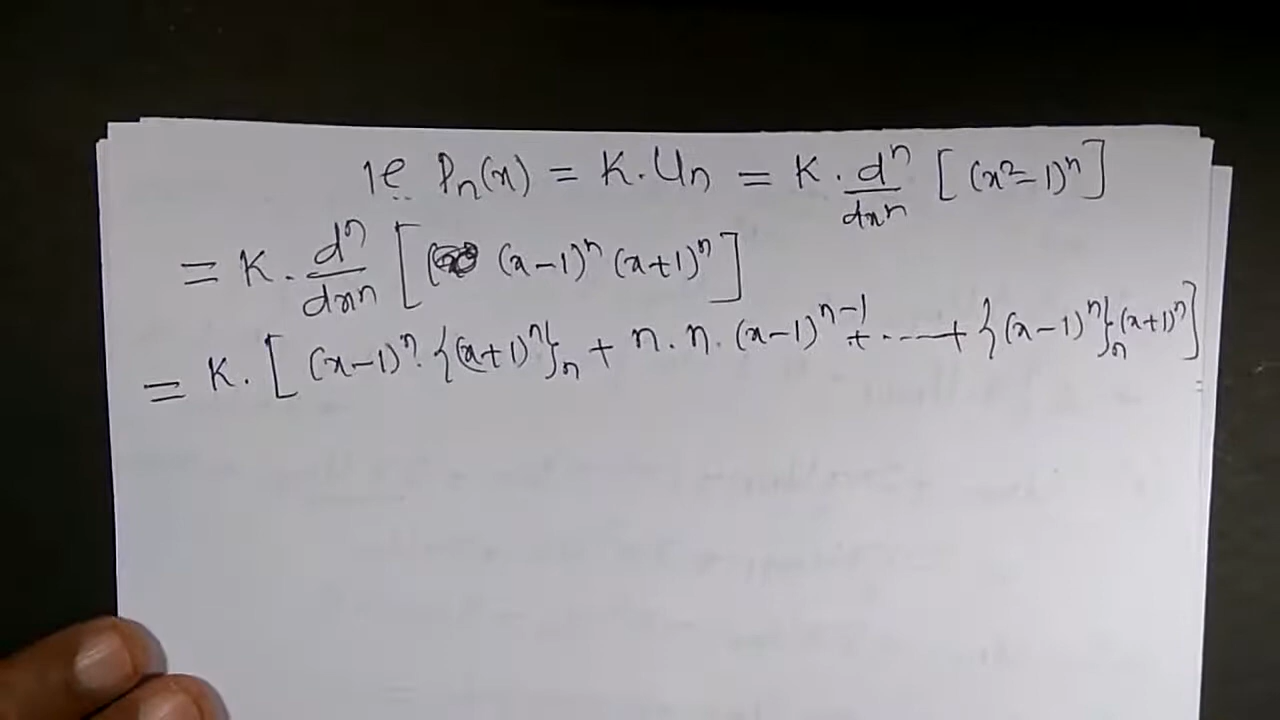 ie Pₙ(x) = K. Uₙ = K. dⁿ/dxⁿ [(x²-1)ⁿ]
= K. dⁿ/dxⁿ [ (x-1)ⁿ (x+1)ⁿ ]
= K. [ (x-1)ⁿ. {(x+1)ⁿ}ₙ + n. n. (x-1)ⁿ⁻¹ + ..... + {(x-1)ⁿ}ₙ (x+1)ⁿ ]